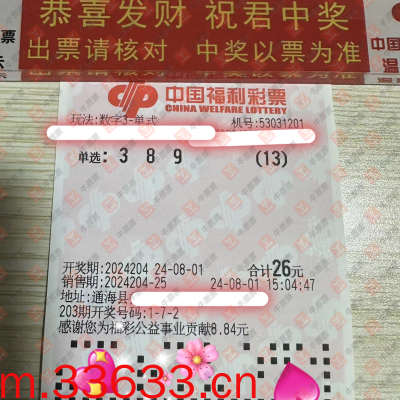 恭喜发财 祝君中奖
出票请核对 中奖以票为准
中国福利彩票
CHINA WELFARE LOTTERY
玩法:数字3-单式 机号:53031201
单选: 3 8 9 (13)
开奖期:2024204 24-08-01 合计26元
销售期:2024204-25 24-08-01 15:04:47
地址:通海县
203期开奖号码:1-7-2
感谢您为福彩公益事业贡献8.84元
m.33633.cn